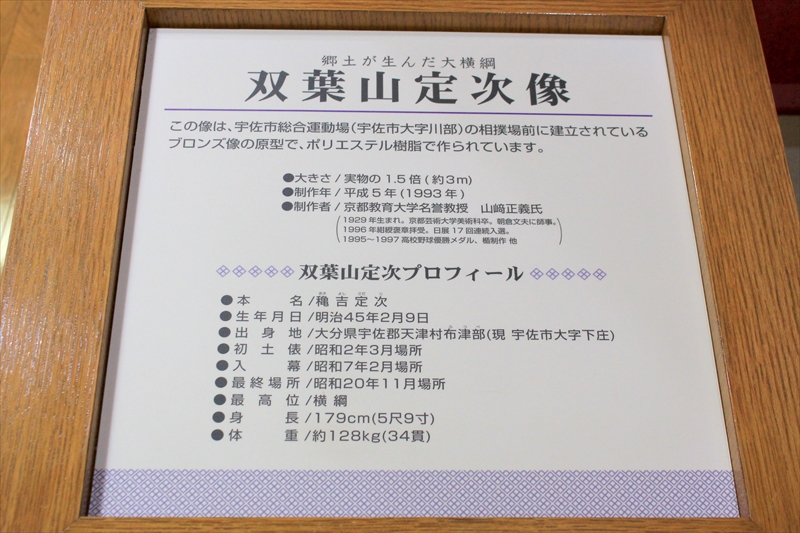 郷土が生んだ大横綱
双葉山定次像
この像は、宇佐市総合運動場(宇佐市大字川部)の相撲場前に建立されている
ブロンズ像の原型で、ポリエステル樹脂で作られています。
●大きさ/実物の1.5倍(約3m)
●制作年/平成5年(1993年)
●制作者/京都教育大学名誉教授 山﨑正義氏
(1929年生まれ。京都芸術大学美術科卒。朝倉文夫に師事。
1996年紺綬褒章拝受。日展17回連続入選。
1995〜1997高校野球優勝メダル、楯制作 他)
双葉山定次プロフィール
●本名/穐吉定次
●生年月日/明治45年2月9日
●出身地/大分県宇佐郡天津村布津部(現 宇佐市大字下庄)
●初土俵/昭和2年3月場所
●入幕/昭和7年2月場所
●最終場所/昭和20年11月場所
●最高位/横綱
●身長/179cm(5尺9寸)
●体重/約128kg(34貫)